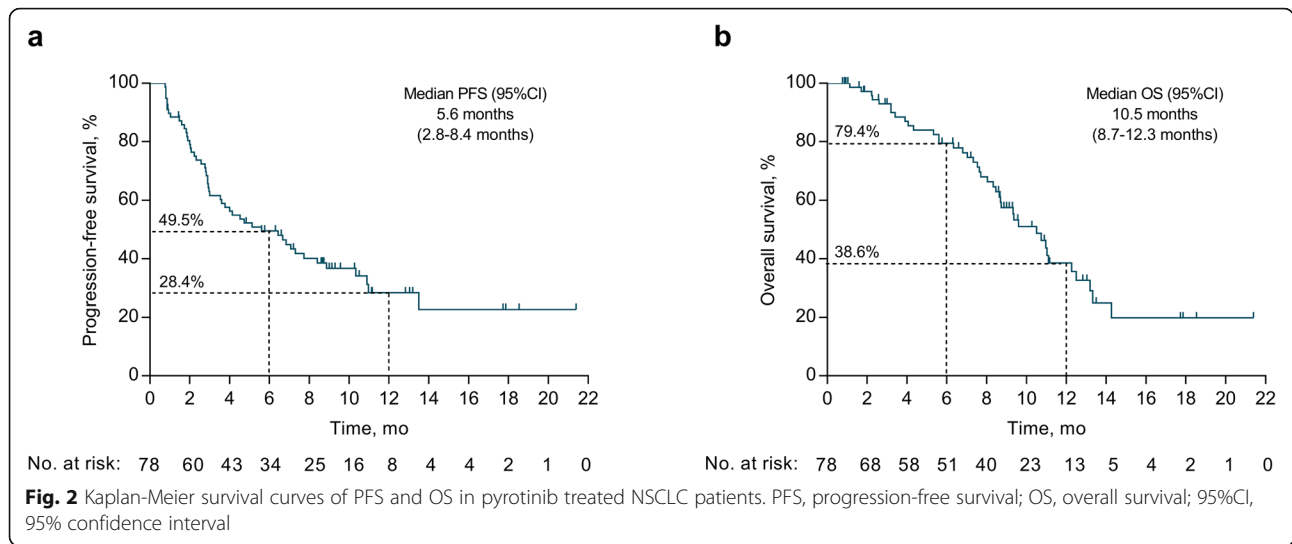 a
100
80
60
40
20
0
Progression-free survival, %
Median PFS (95%CI)
5.6 months
(2.8-8.4 months)
49.5%
28.4%
0 2 4 6 8 10 12 14 16 18 20 22
Time, mo
No. at risk: 78 60 43 34 25 16 8 4 4 2 1 0
b
100
80
60
40
20
0
Overall survival, %
Median OS (95%CI)
10.5 months
(8.7-12.3 months)
79.4%
38.6%
0 2 4 6 8 10 12 14 16 18 20 22
Time, mo
No. at risk: 78 68 58 51 40 23 13 5 4 2 1 0
Fig. 2 Kaplan-Meier survival curves of PFS and OS in pyrotinib treated NSCLC patients. PFS, progression-free survival; OS, overall survival; 95%CI,
95% confidence interval